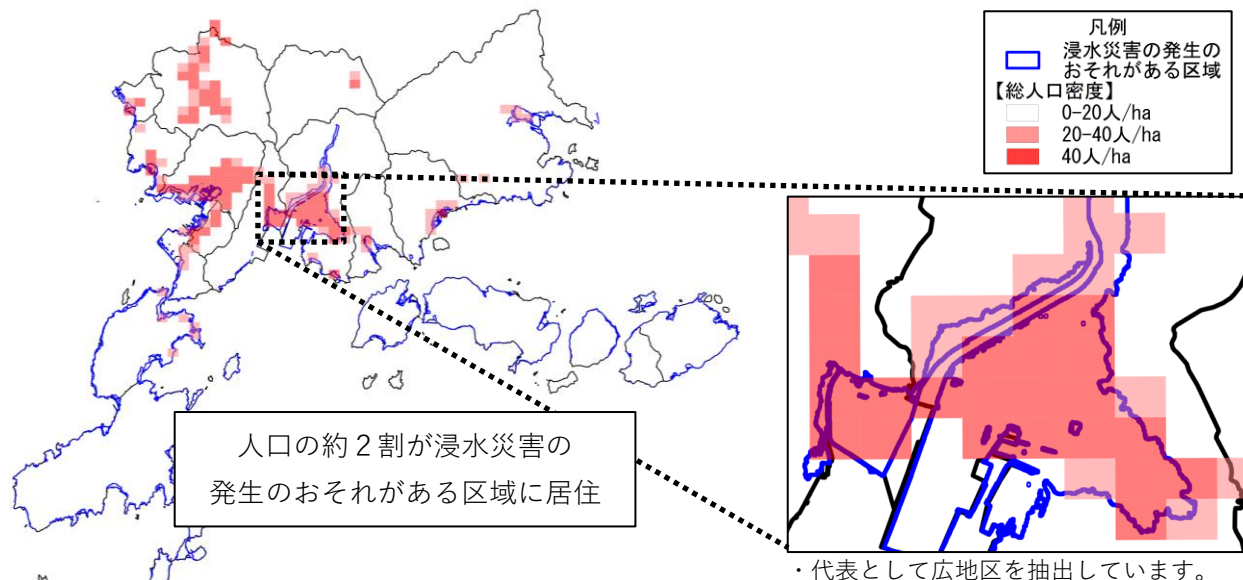 凡例
浸水災害の発生の
おそれがある区域
【総人口密度】
0-20人/ha
20-40人/ha
40人/ha
人口の約２割が浸水災害の
発生のおそれがある区域に居住
・代表として広地区を抽出しています。